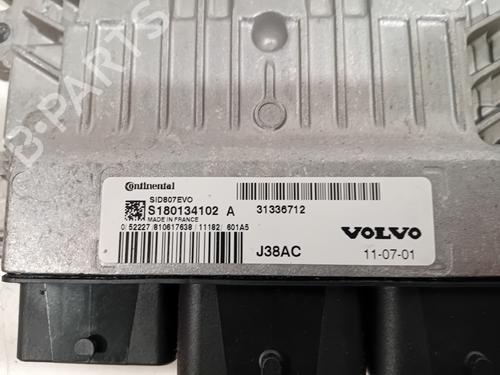 B-PARTS
Continental
SID807EVO
S180134102 A
MADE IN FRANCE
31336712
0 52227 810617638 11182 601A5
J38AC
VOLVO
11-07-01